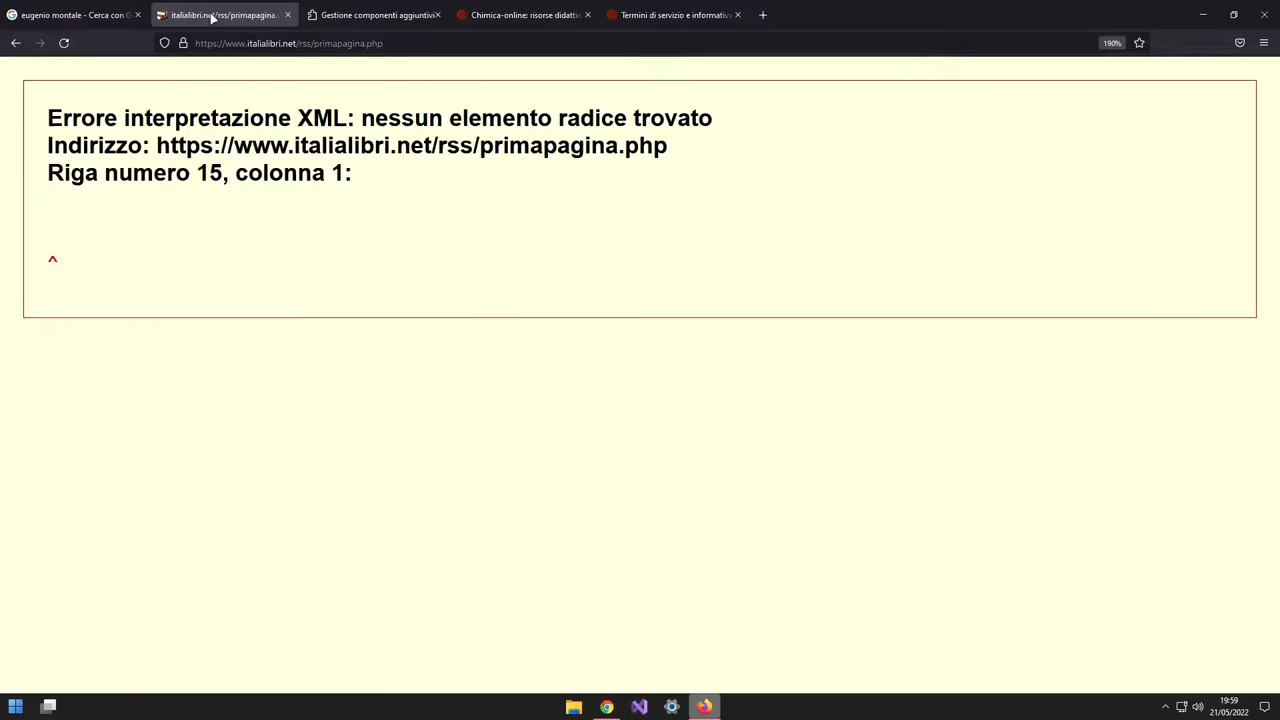 eugenio montale - Cerca con G
italialibri.net/rss/primapagina.
Gestione componenti aggiuntivi
Chimica-online: risorse didattic
Termini di servizio e informativa
https://www.italialibri.net/rss/primapagina.php
190%
Errore interpretazione XML: nessun elemento radice trovato
Indirizzo: https://www.italialibri.net/rss/primapagina.php
Riga numero 15, colonna 1:
^
19:59
21/05/2022